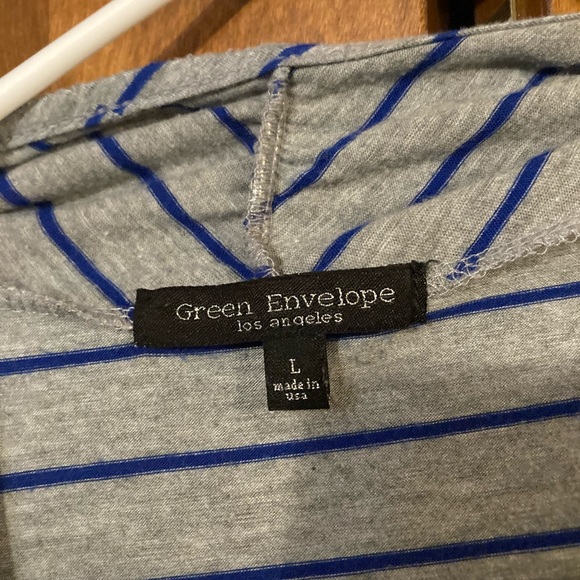 Green Envelope
los angeles
L
made in
usa